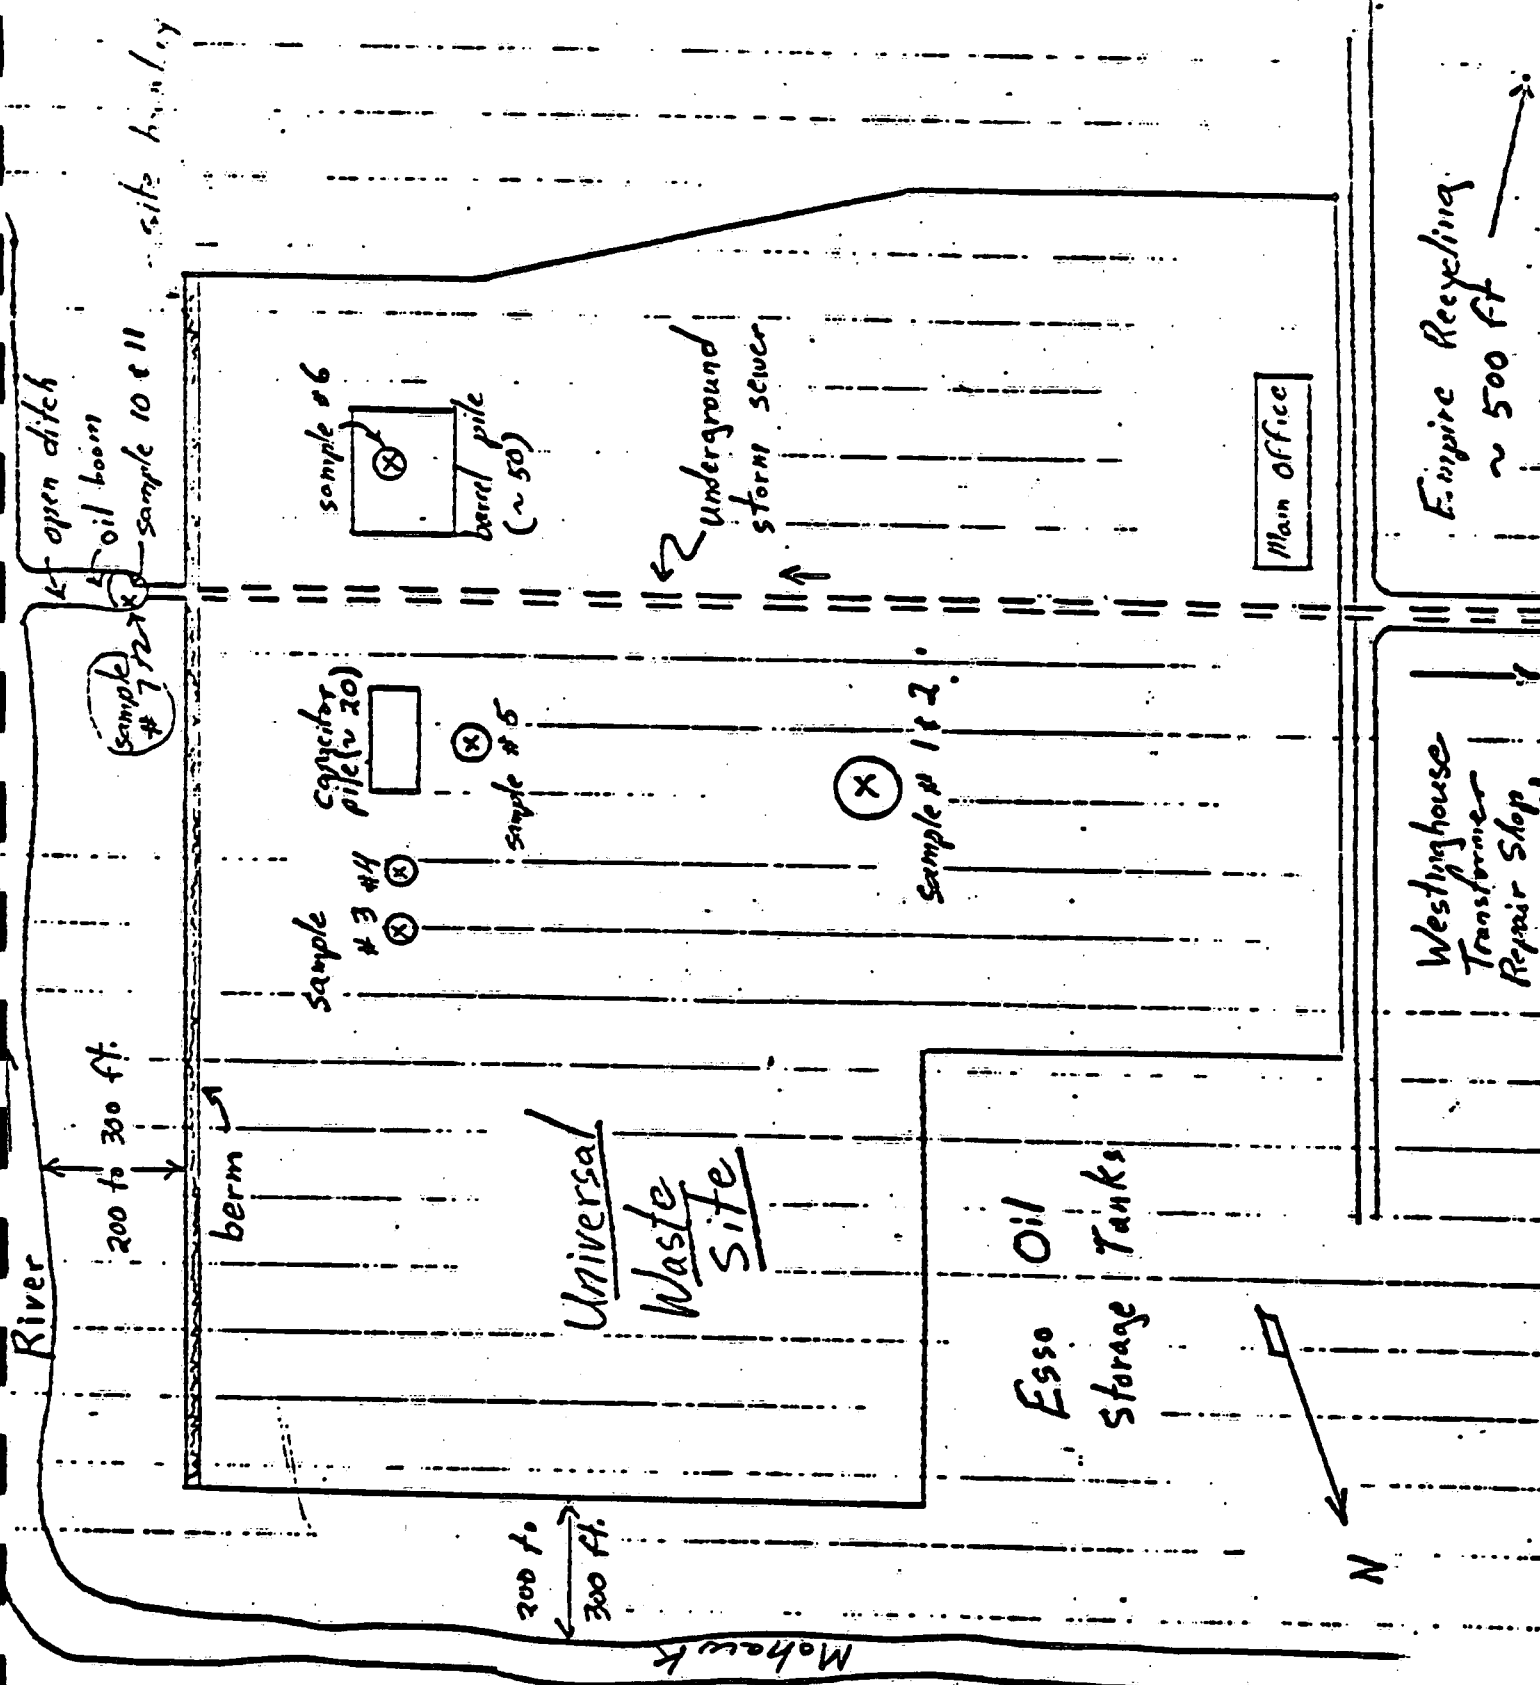 site
open ditch
oil boom
sample 10 & 11
sample
# 7
sample #6
barrel pile
(~ 50)
Underground
storm sewer
Main Office
Empire Recycling
~ 500 ft
capacitor
pile (~ 20)
sample #5
sample
#3 #4
Sample # 1 & 2
Westinghouse
Transformer
Repair Shop
River
200 to 300 ft.
berm
Universal
Waste
Site
Esso Oil
Storage Tanks
N
200 to
300 ft.
Mohawk